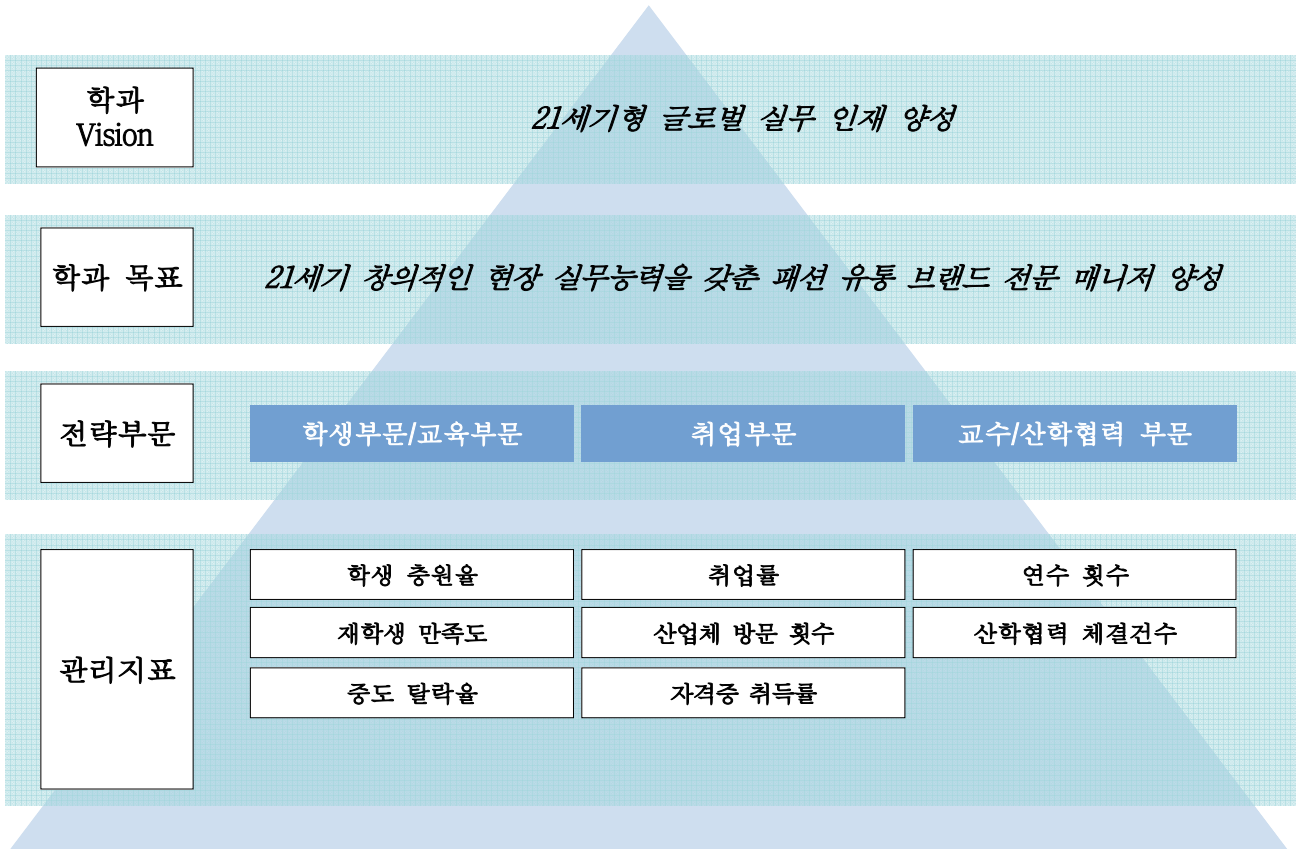 학과
Vision
21세기형 글로벌 실무 인재 양성
학과 목표
21세기 창의적인 현장 실무능력을 갖춘 패션 유통 브랜드 전문 매니저 양성
전략부문
학생부문/교육부문
취업부문
교수/산학협력 부문
관리지표
학생 충원율
취업률
연수 횟수
재학생 만족도
산업체 방문 횟수
산학협력 체결건수
중도 탈락율
자격증 취득률